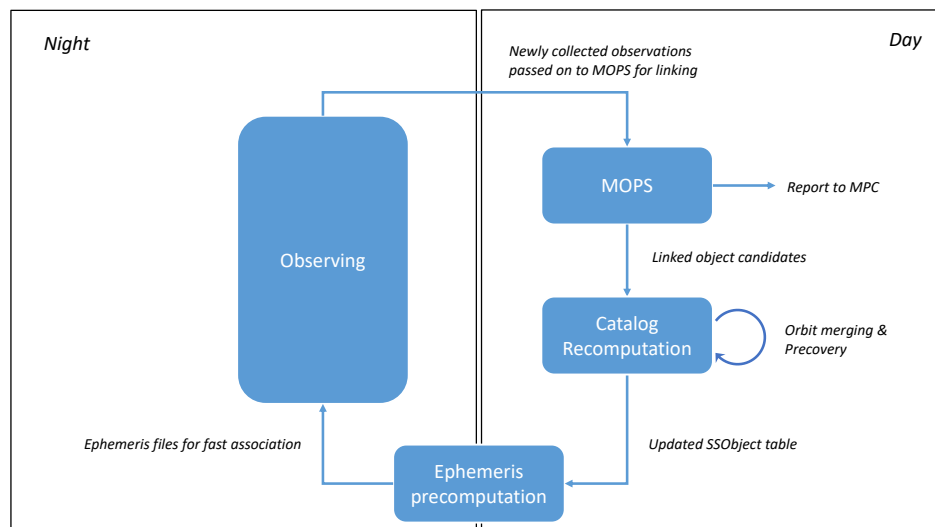 Night
Day
Newly collected observations
passed on to MOPS for linking
MOPS
Report to MPC
Observing
Linked object candidates
Catalog
Recomputation
Orbit merging &
Precovery
Ephemeris files for fast association
Updated SSObject table
Ephemeris
precomputation